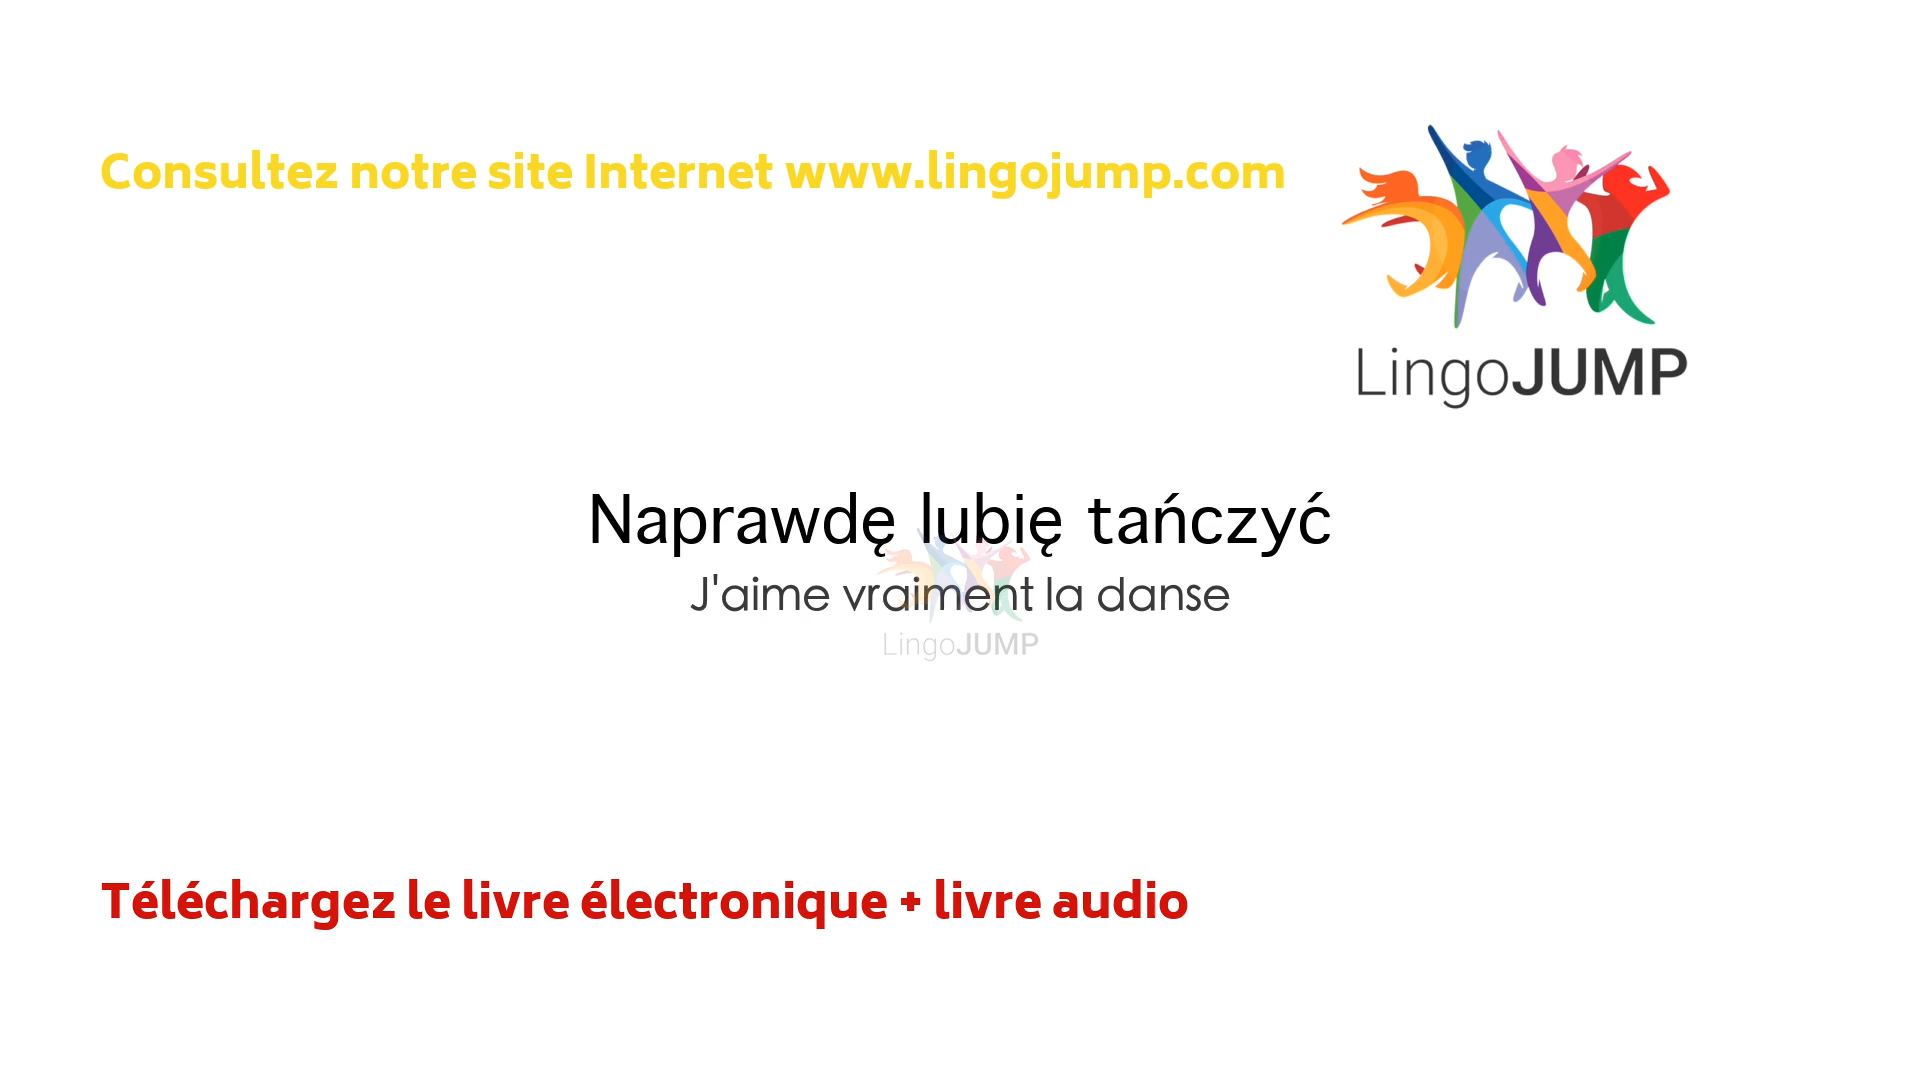 Consultez notre site Internet www.lingojump.com
LingoJUMP
Naprawdę lubię tańczyć
J'aime vraiment la danse
LingoJUMP
Téléchargez le livre électronique + livre audio